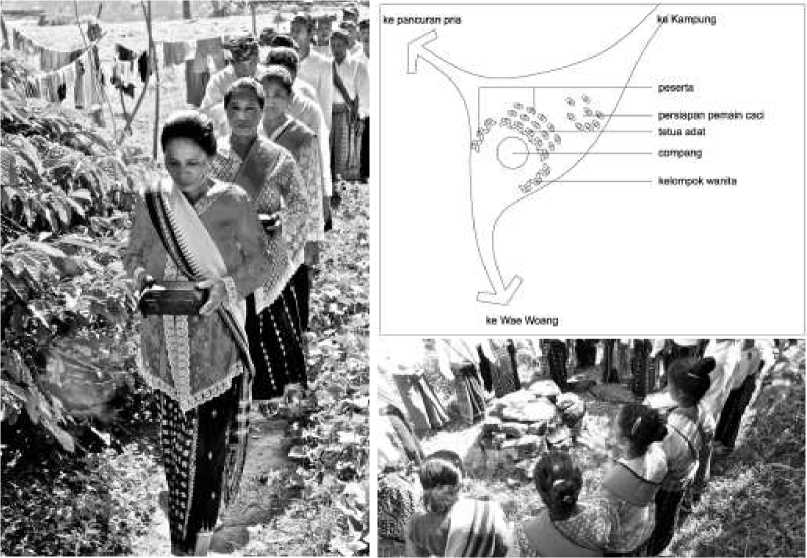 ke pancuran pria
ke Kampung
peserta
persiapan pemain caci
tetua adat
compang
kelompok wanita
ke Wae Woang